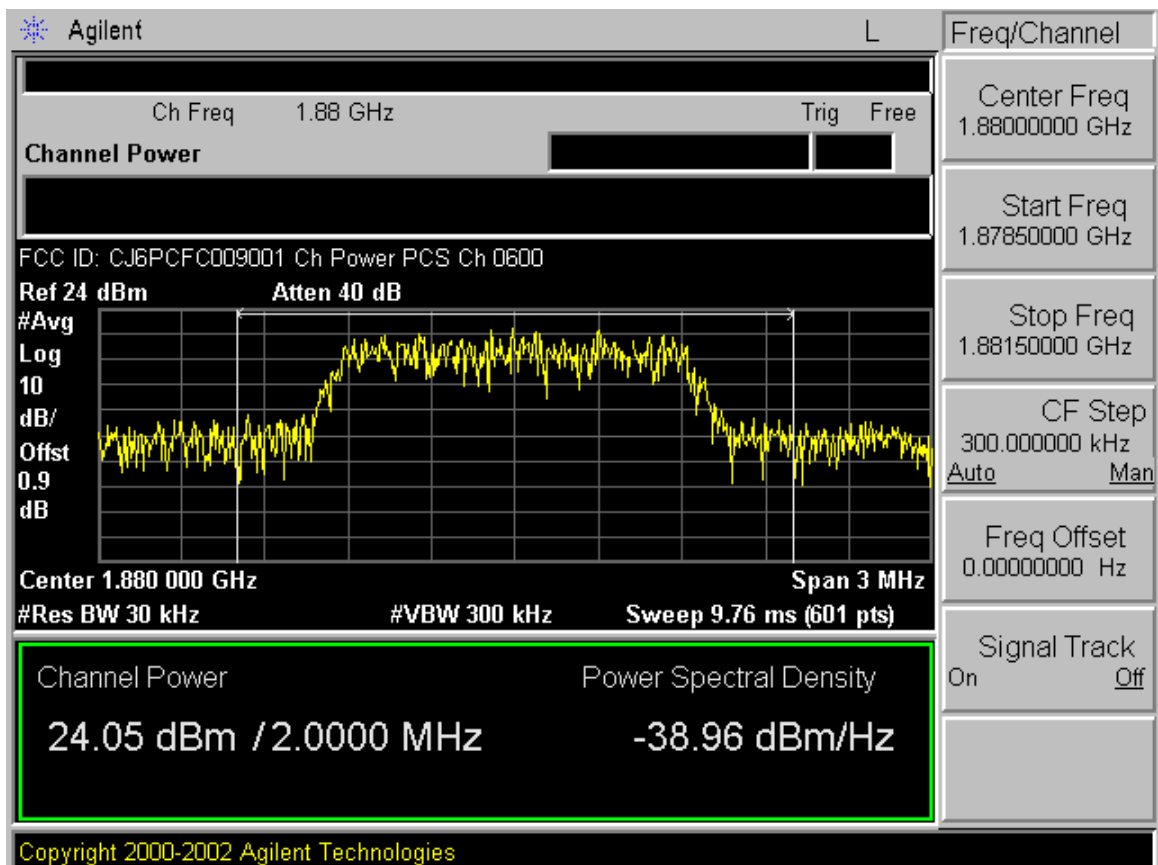 Agilent L
Freq/Channel
Ch Freq 1.88 GHz Trig Free
Channel Power
FCC ID: CJ6PCFC009001 Ch Power PCS Ch 0600
Ref 24 dBm Atten 40 dB
#Avg
Log
10
dB/
Offst
0.9
dB
Center 1.880 000 GHz Span 3 MHz
#Res BW 30 kHz #VBW 300 kHz Sweep 9.76 ms (601 pts)
Channel Power Power Spectral Density
24.05 dBm / 2.0000 MHz -38.96 dBm/Hz
Center Freq
1.88000000 GHz
Start Freq
1.87850000 GHz
Stop Freq
1.88150000 GHz
CF Step
300.000000 kHz
Auto Man
Freq Offset
0.00000000 Hz
Signal Track
On Off
Copyright 2000-2002 Agilent Technologies